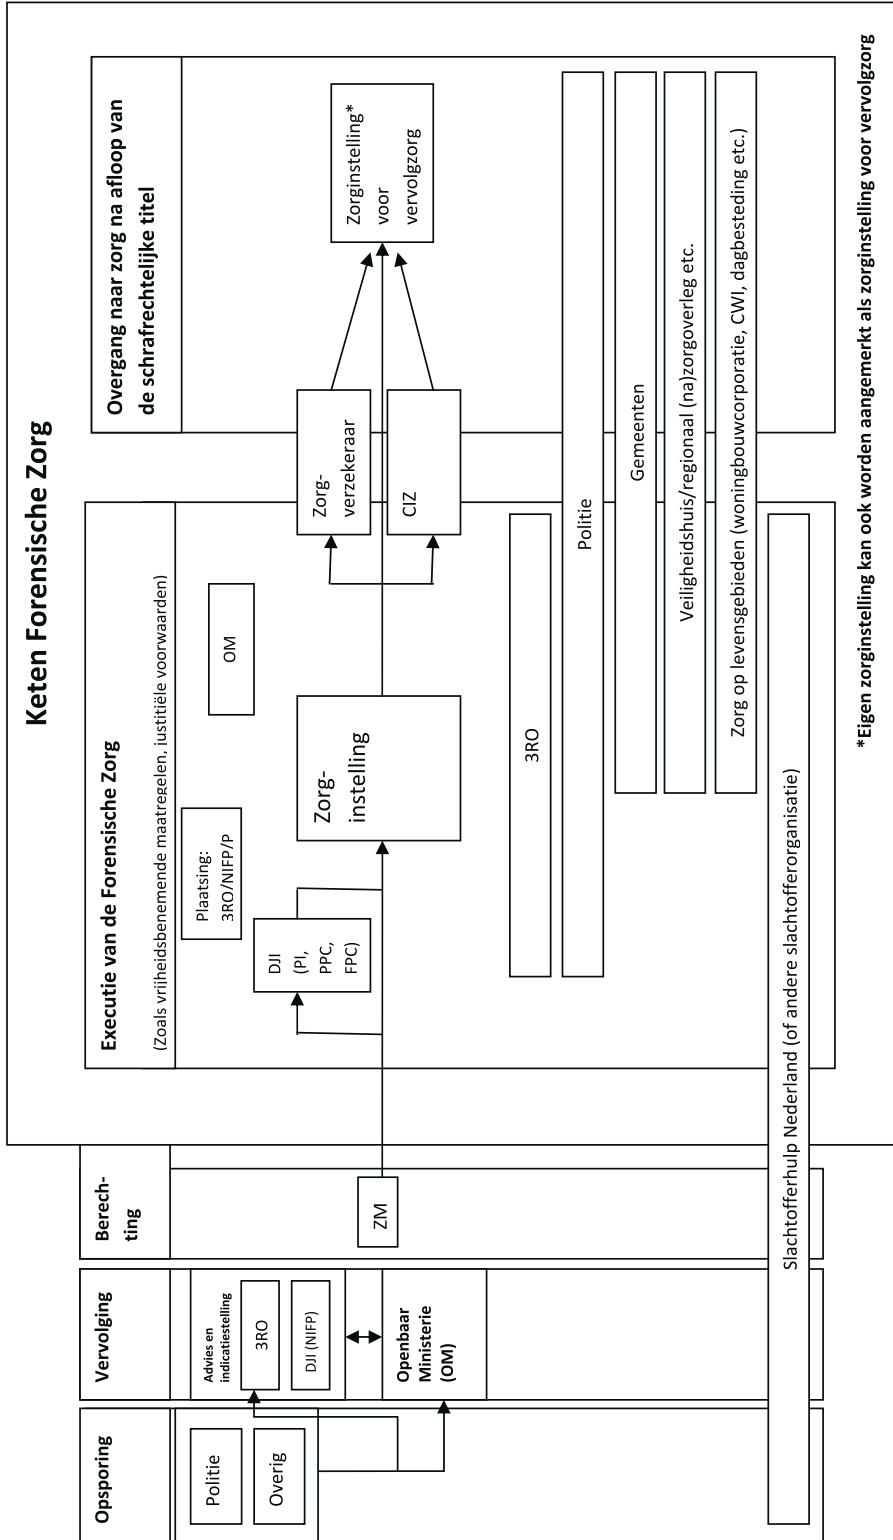 Keten Forensische Zorg
Opsporing
Politie
Overig
Vervolging
Advies en
indicatiestelling
3RO
DJI (NIFP)
Openbaar
Ministerie
(OM)
Berech-
ting
ZM
Executie van de Forensische Zorg
(Zoals vrijheidsbenemende maatregelen, justitiële voorwaarden)
Plaatsing:
3RO/NIFP/P
OM
DJI
(PI,
PPC,
FPC)
Zorg-
instelling
Zorg-
verzekeraar
CIZ
Overgang naar zorg na afloop van
de schrafrechtelijke titel
Zorginstelling*
voor
vervolgzorg
3RO
Politie
Gemeenten
Veiligheidshuis/regionaal (na)zorgoverleg etc.
Zorg op levensgebieden (woningbouwcorporatie, CWI, dagbesteding etc.)
Slachtofferhulp Nederland (of andere slachtofferorganisatie)
*Eigen zorginstelling kan ook worden aangemerkt als zorginstelling voor vervolgzorg